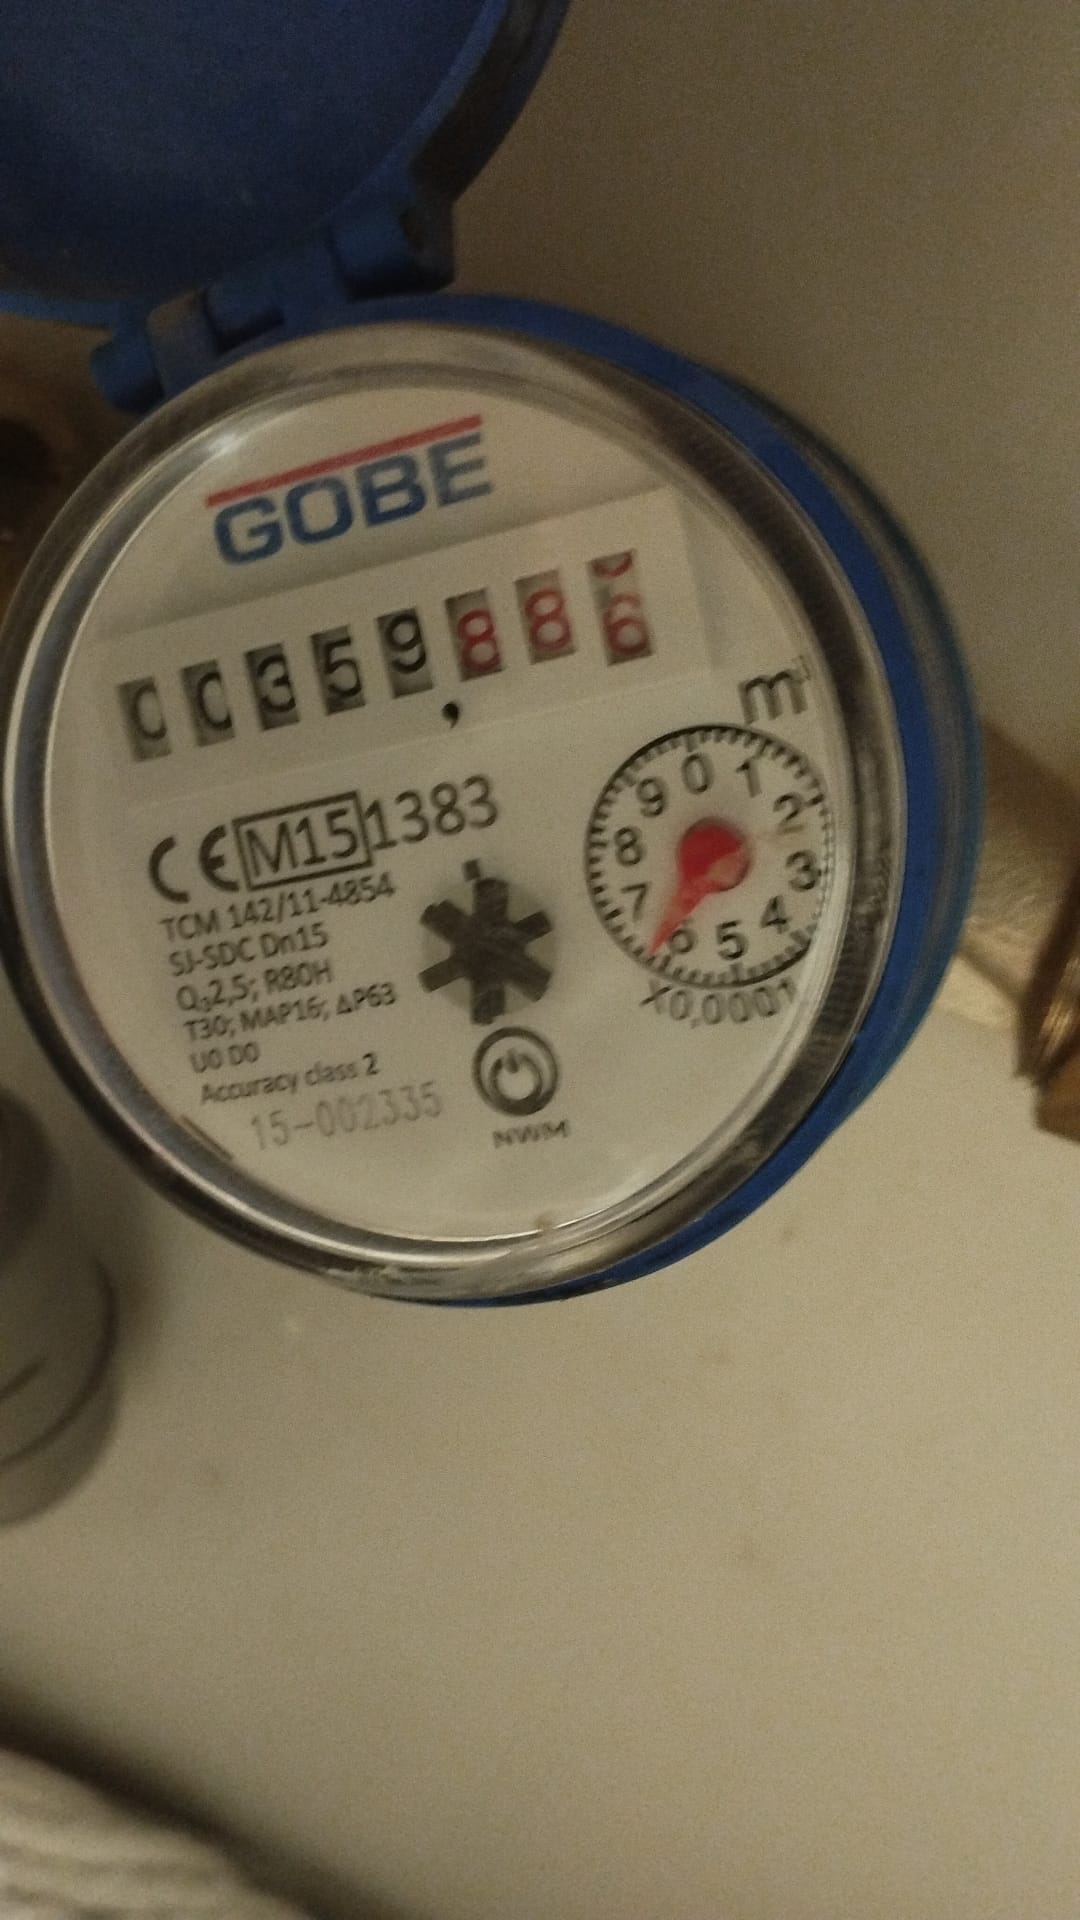 GOBE
00359,886
m³
CE M15 1383
TCM 142/11-4854
SJ-SDC Dn15
Q₃2,5; R80H
T30; MAP16; ΔP63
U0 D0
Accuracy class 2
15-002335
NWM
0 1 2 3 4 5 6 7 8 9
X0,0001